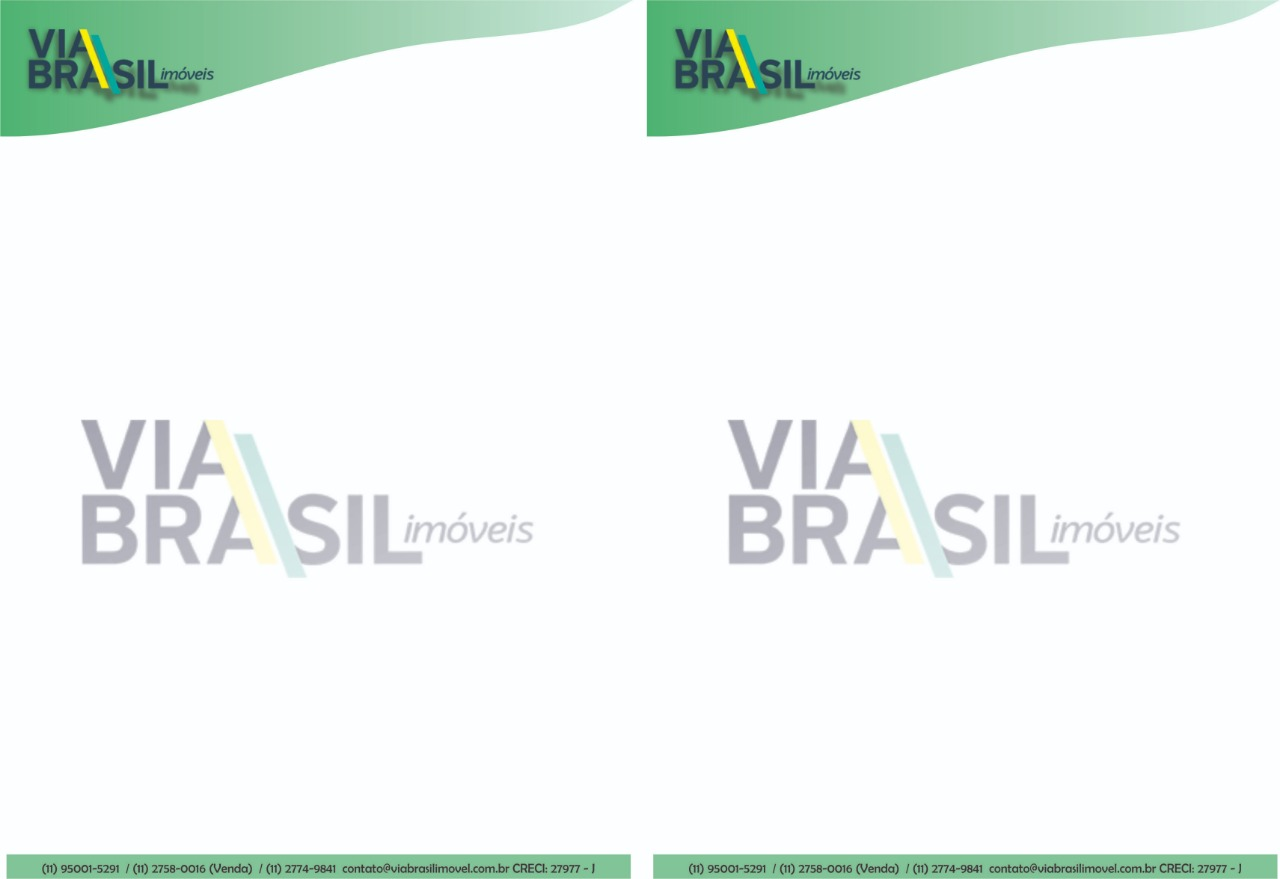 VIA
BRASIL imóveis
VIA
BRASIL imóveis
(11) 95001-5291 / (11) 2758-0016 (Venda) / (11) 2774-9841 contato@viabrasilimovel.com.br CRECI: 27977 - J
VIA
BRASIL imóveis
VIA
BRASIL imóveis
(11) 95001-5291 / (11) 2758-0016 (Venda) / (11) 2774-9841 contato@viabrasilimovel.com.br CRECI: 27977 - J